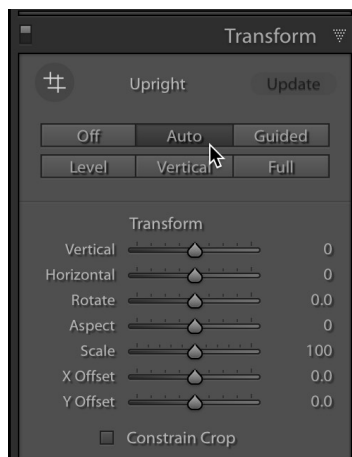 Transform
Upright Update
Off Auto Guided
Level Vertical Full
Transform
Vertical 0
Horizontal 0
Rotate 0.0
Aspect 0
Scale 100
X Offset 0.0
Y Offset 0.0
Constrain Crop